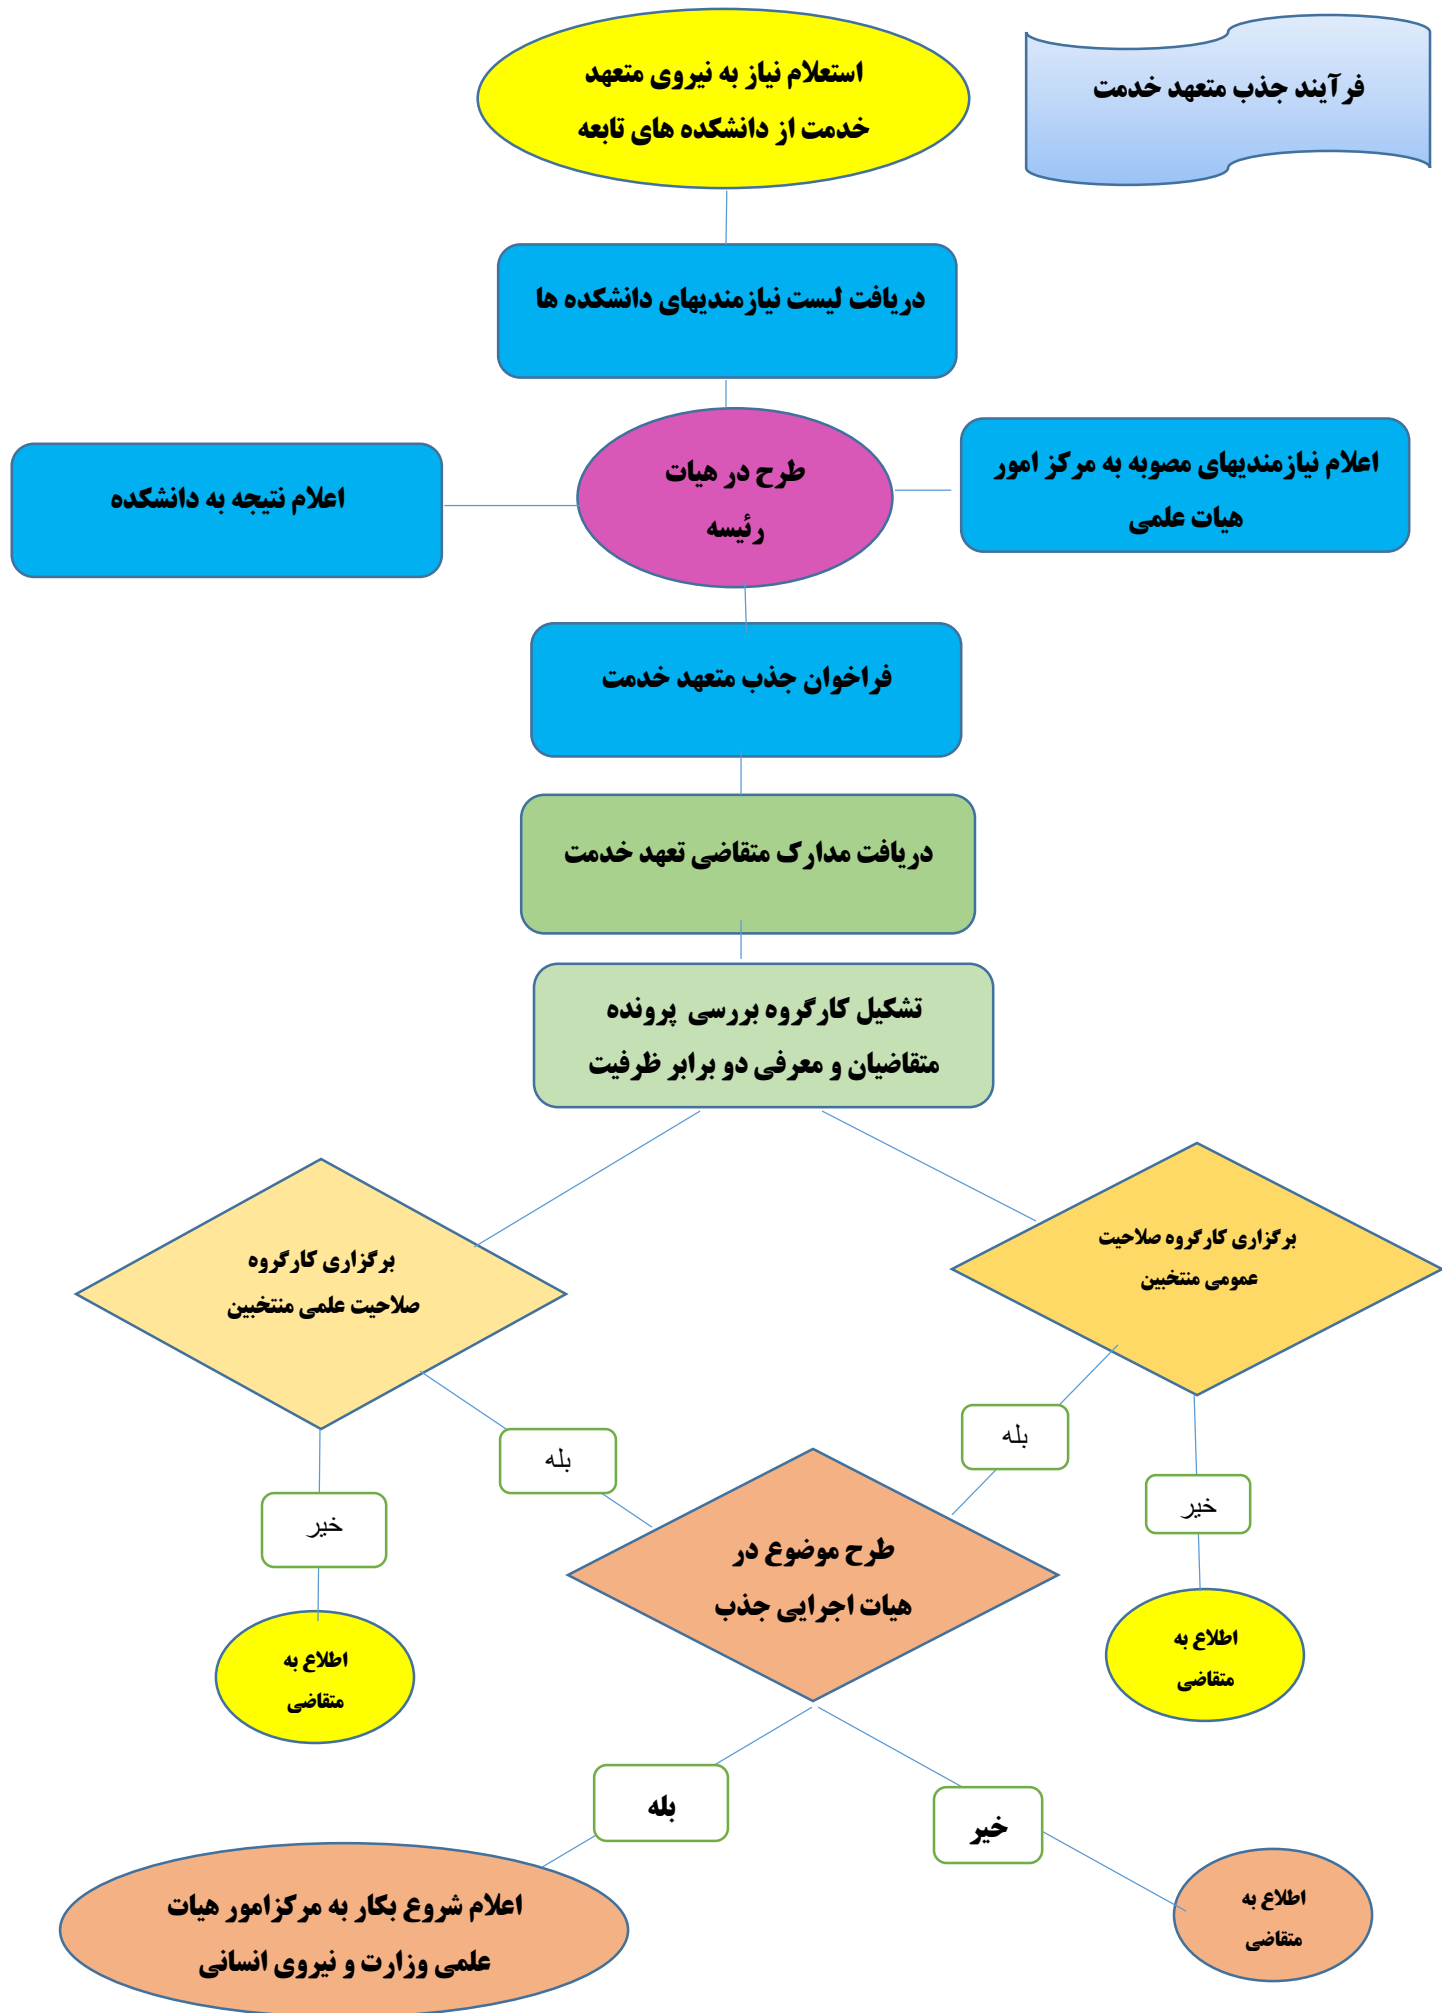 فرآیند جذب متعهد خدمت
استعلام نیاز به نیروی متعهد
خدمت از دانشکده های تابعه
دریافت لیست نیازمندیهای دانشکده ها
اعلام نیازمندیهای مصوبه به مرکز امور
هیات علمی
طرح در هیات
رئیسه
اعلام نتیجه به دانشکده
فراخوان جذب متعهد خدمت
دریافت مدارک متقاضی تعهد خدمت
تشکیل کارگروه بررسی پرونده
متقاضیان و معرفی دو برابر ظرفیت
برگزاری کارگروه صلاحیت
عمومی منتخبین
برگزاری کارگروه
صلاحیت علمی منتخبین
بله
بله
خیر
خیر
طرح موضوع در
هیات اجرایی جذب
اطلاع به
متقاضی
اطلاع به
متقاضی
خیر
بله
اطلاع به
متقاضی
اعلام شروع بکار به مرکزامور هیات
علمی وزارت و نیروی انسانی